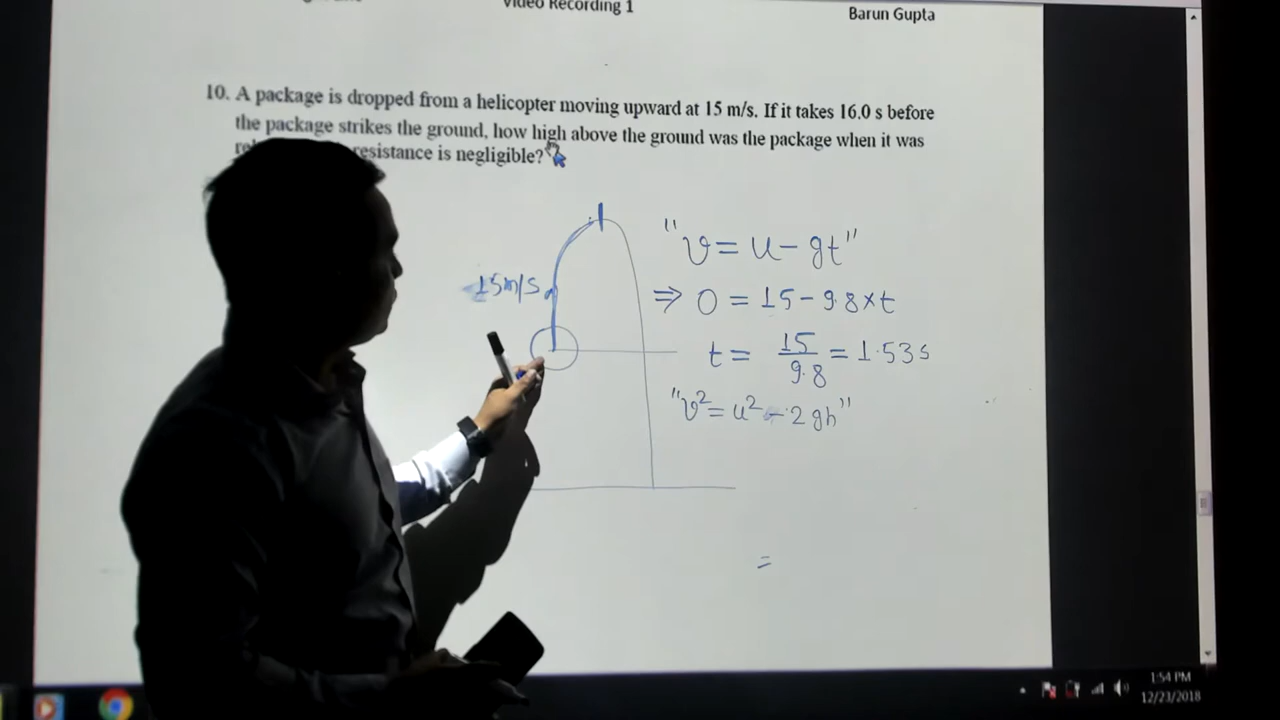 Video Recording 1
Barun Gupta
10. A package is dropped from a helicopter moving upward at 15 m/s. If it takes 16.0 s before
the package strikes the ground, how high above the ground was the package when it was
resistance is negligible?
"v = u - gt"
15m/s
⇒ 0 = 15 - 9.8 × t
t = 15/9.8 = 1.53 s
"v² = u² - 2gh"
=
1:54 PM
12/23/2018